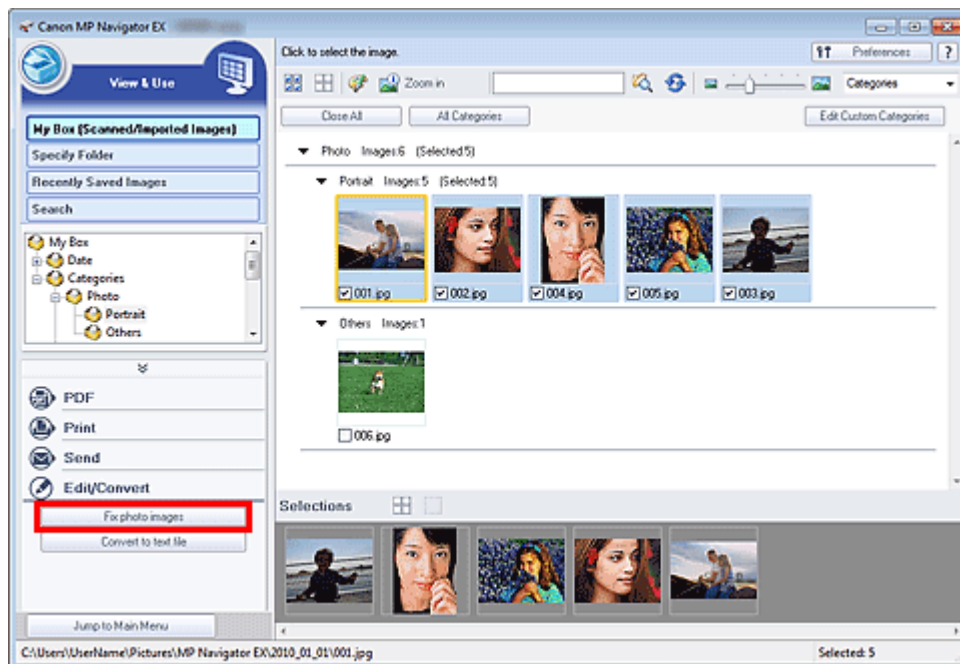 Canon MP Navigator EX
View & Use
My Box (Scanned/Imported Images)
Specify Folder
Recently Saved Images
Search
My Box
Date
Categories
Photo
Portrait
Others
PDF
Print
Send
Edit/Convert
Fix photo images
Convert to text file
Jump to Main Menu
Click to select the image.
Preferences
?
Zoom in
Categories
Close All
All Categories
Edit Custom Categories
Photo Images:6 (Selected:5)
Portrait Images:5 (Selected:5)
001.jpg
002.jpg
004.jpg
005.jpg
003.jpg
Others Images:1
006.jpg
Selections
C:\Users\UserName\Pictures\MP Navigator EX\2010_01_01\001.jpg
Selected: 5